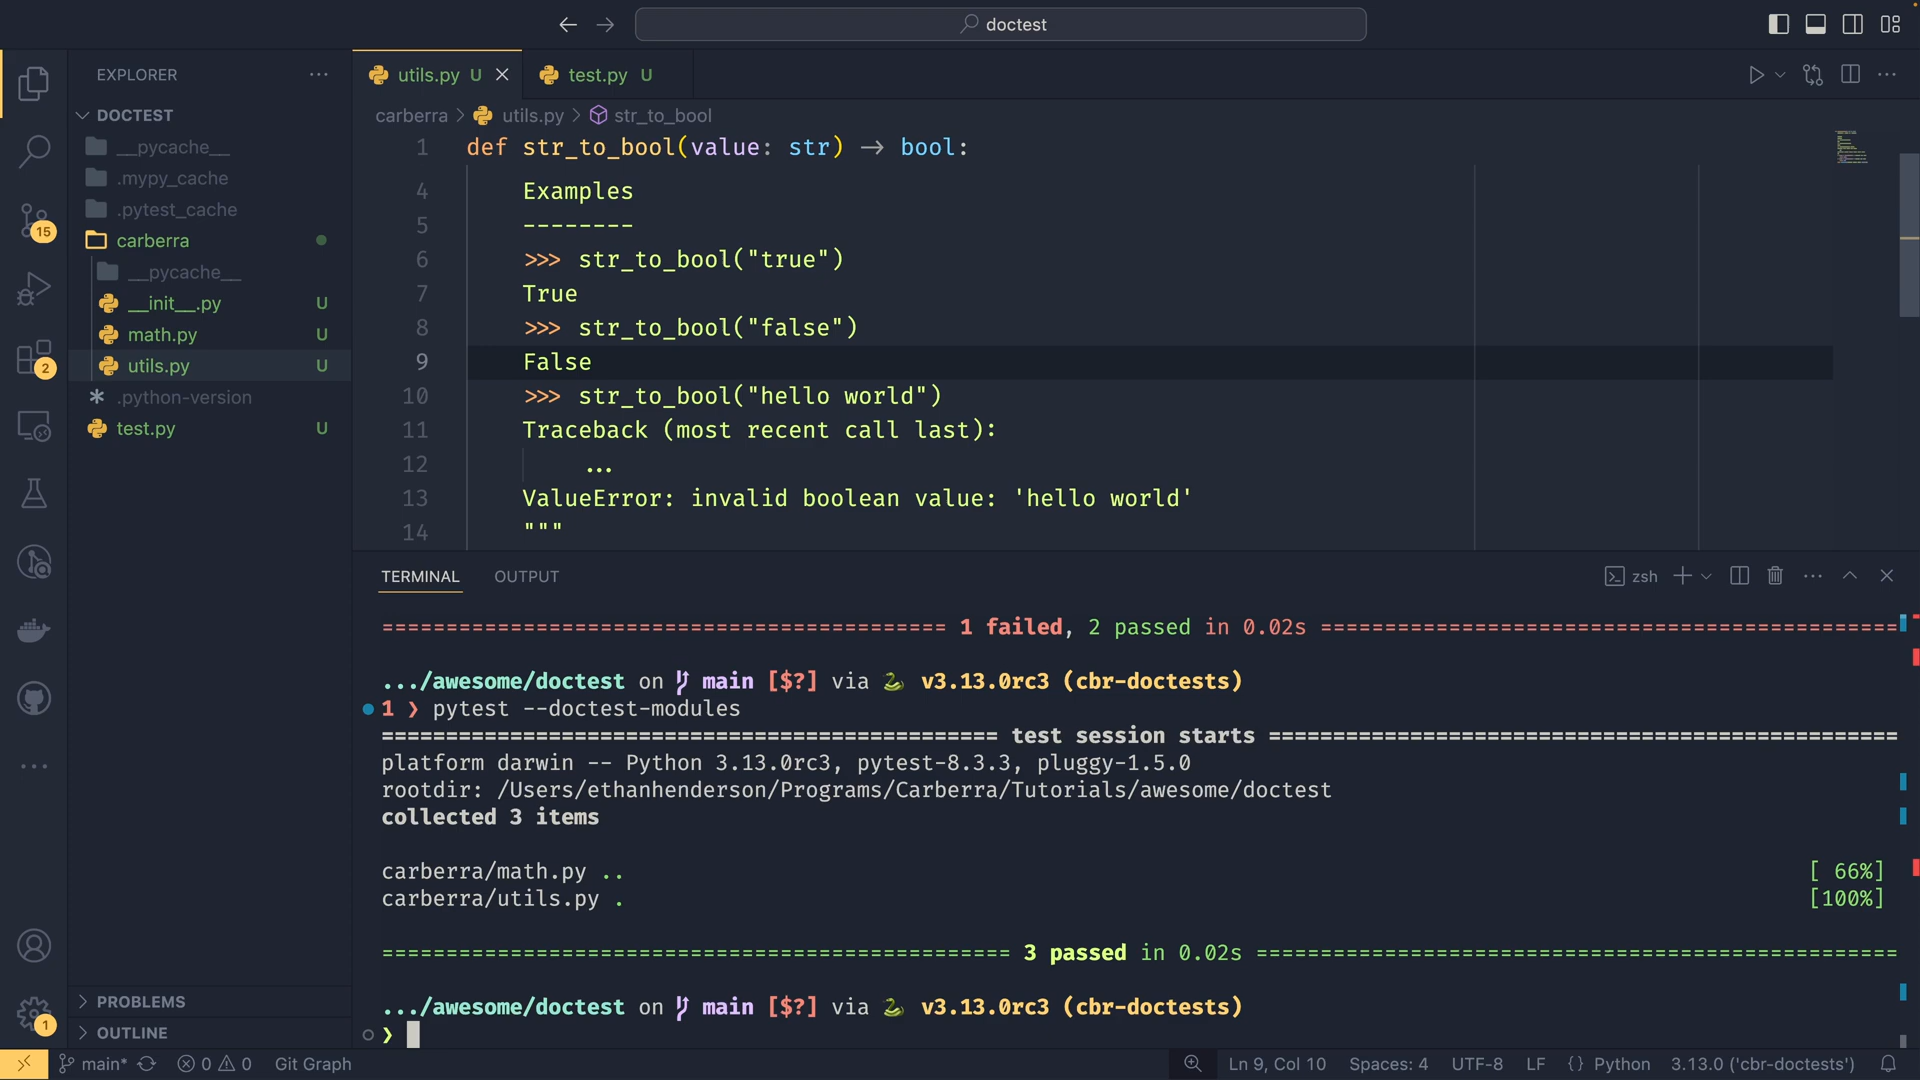 doctest
EXPLORER
DOCTEST
__pycache__
.mypy_cache
.pytest_cache
carberra
__pycache__
__init__.py U
math.py U
utils.py U
.python-version
test.py U
PROBLEMS
OUTLINE
15
2
1
utils.py U
test.py U
carberra > utils.py > str_to_bool
1 def str_to_bool(value: str) → bool:
4 Examples
5 --------
6 >>> str_to_bool("true")
7 True
8 >>> str_to_bool("false")
9 False
10 >>> str_to_bool("hello world")
11 Traceback (most recent call last):
12 ...
13 ValueError: invalid boolean value: 'hello world'
14 """
TERMINAL OUTPUT
zsh
============================================ 1 failed, 2 passed in 0.02s =============================================
.../awesome/doctest on main [$?] via v3.13.0rc3 (cbr-doctests)
1 ❯ pytest --doctest-modules
================================================ test session starts =================================================
platform darwin -- Python 3.13.0rc3, pytest-8.3.3, pluggy-1.5.0
rootdir: /Users/ethanhenderson/Programs/Carberra/Tutorials/awesome/doctest
collected 3 items
carberra/math.py .. [ 66%]
carberra/utils.py . [100%]
================================================= 3 passed in 0.02s ==================================================
.../awesome/doctest on main [$?] via v3.13.0rc3 (cbr-doctests)
❯
main* 0 0 Git Graph Ln 9, Col 10 Spaces: 4 UTF-8 LF {} Python 3.13.0 ('cbr-doctests')